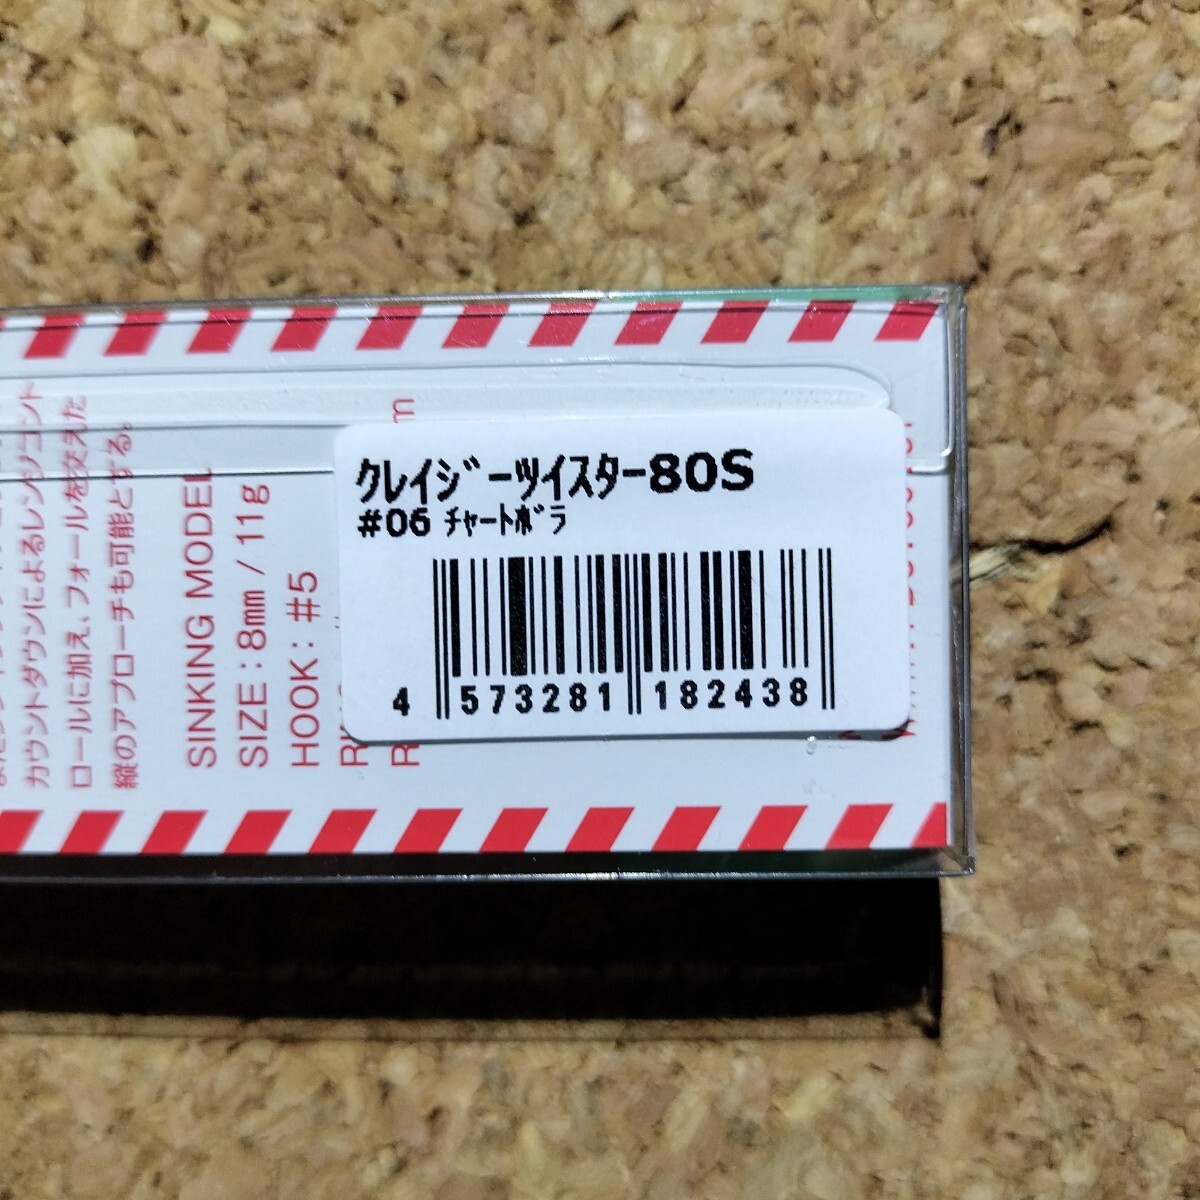 クレイジーツイスター80S
#06 チャートボラ
4 573281 182438
カウントダウンによるレンジコント
ロールに加え、フォールを交えた
縦のアプローチも可能とする。
SINKING MODEL
SIZE : 8mm / 11g
HOOK : #5